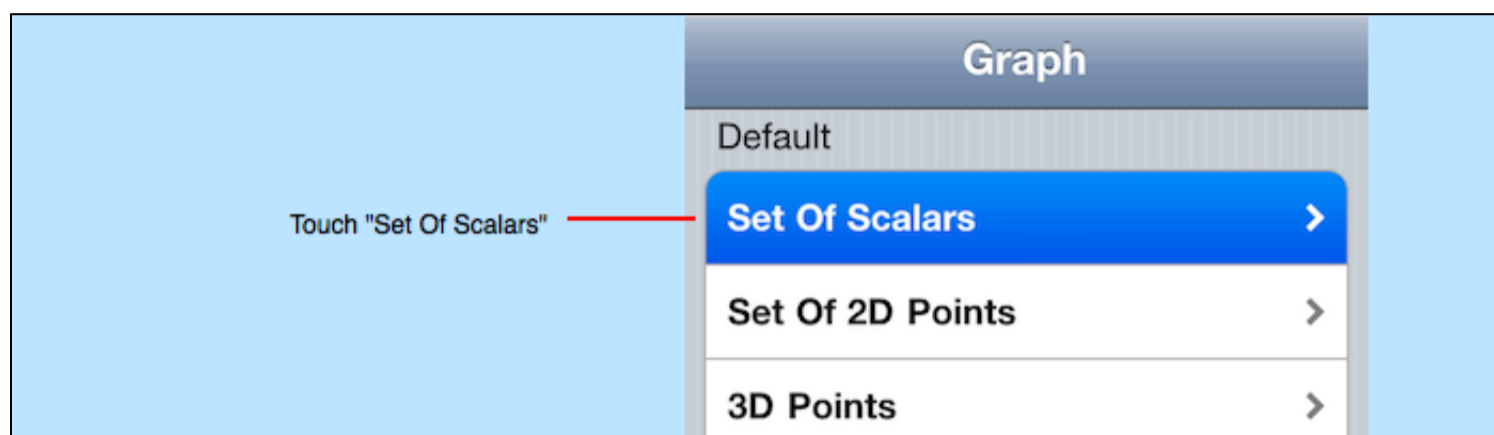 Graph
Default
Touch "Set Of Scalars"
Set Of Scalars
Set Of 2D Points
3D Points